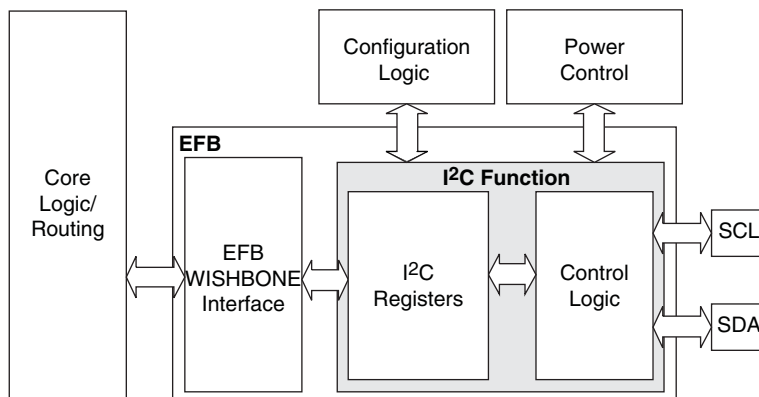 Configuration
Logic
Power
Control
EFB
I²C Function
Core
Logic/
Routing
EFB
WISHBONE
Interface
I²C
Registers
Control
Logic
SCL
SDA